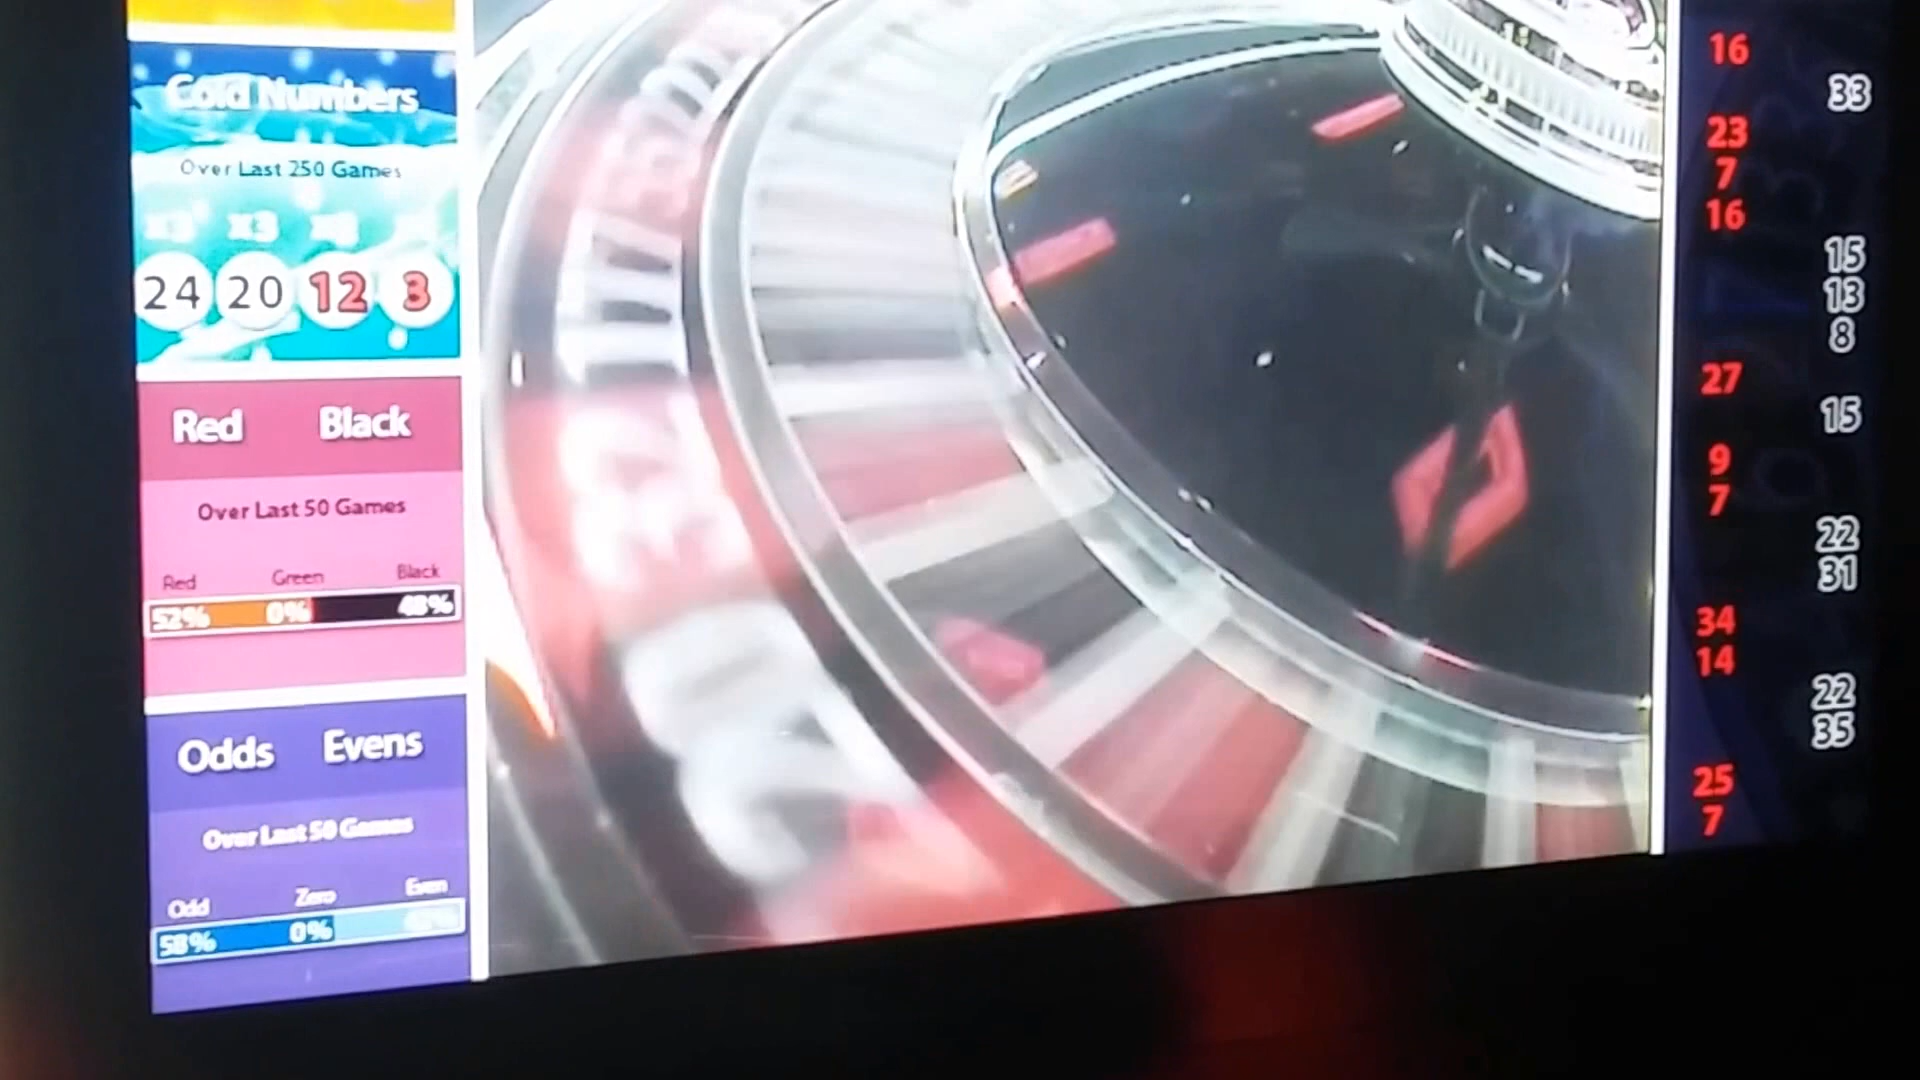 Cold Numbers
Over Last 250 Games
x3 x3
24 20 12 3
Red Black
Over Last 50 Games
Red Green Black
52% 0% 48%
Odds Evens
Over Last 50 Games
Odd Zero Even
58% 0%
16
33
23
7
16
15
13
8
27
15
9
7
22
31
34
14
22
35
25
7